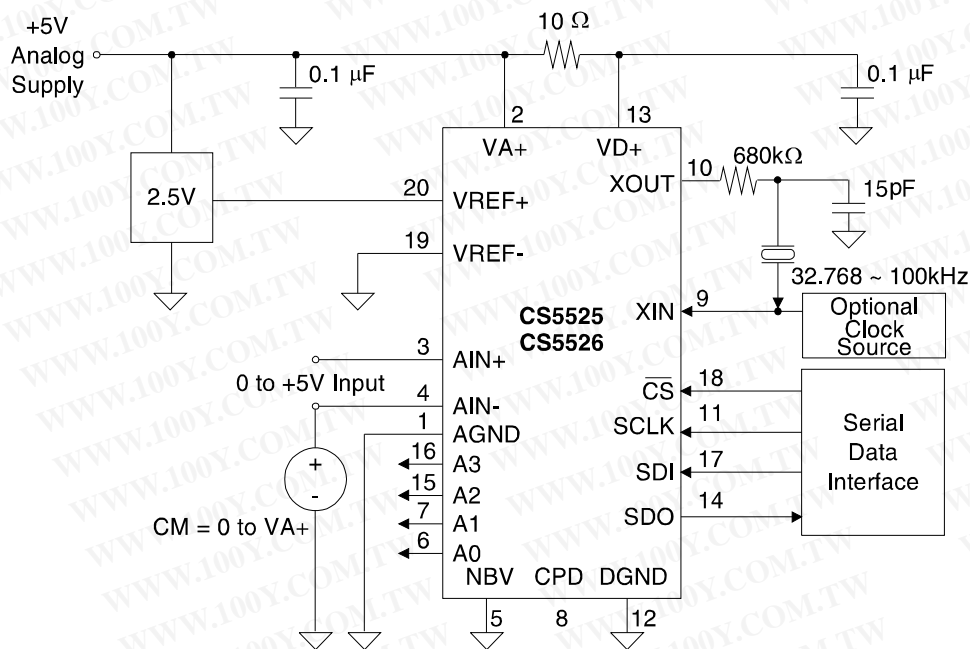 +5V
Analog
Supply
10 Ω
0.1 µF
0.1 µF
2
13
VA+
VD+
2.5V
20
VREF+
19
VREF-
XOUT
10
680kΩ
15pF
32.768 ~ 100kHz
XIN
9
Optional
Clock
Source
CS5525
CS5526
3
AIN+
0 to +5V Input
4
AIN-
1
AGND
16
A3
15
A2
7
A1
6
A0
+
-
CM = 0 to VA+
CS
18
SCLK
11
SDI
17
SDO
14
Serial
Data
Interface
NBV
CPD
DGND
5
8
12
WWW.100Y.COM.TW